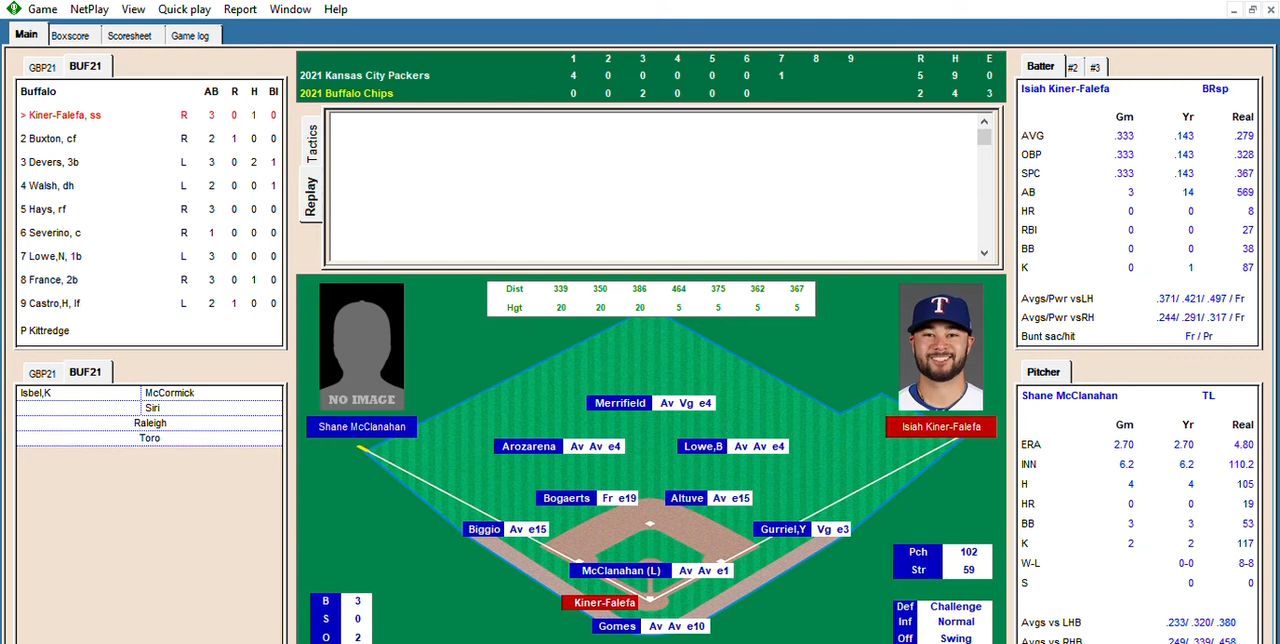 Game NetPlay View Quick play Report Window Help
Main Boxscore Scoresheet Game log
GBP21 BUF21
Buffalo AB R H BI
> Kiner-Falefa, ss R 3 0 1 0
2 Buxton, cf R 2 1 0 0
3 Devers, 3b L 3 0 2 1
4 Walsh, dh L 2 0 0 1
5 Hays, rf R 3 0 0 0
6 Severino, c R 1 0 0 0
7 Lowe,N, 1b L 3 0 0 0
8 France, 2b R 3 0 1 0
9 Castro,H, lf L 2 1 0 0
P Kittredge
GBP21 BUF21
Isbel,K McCormick
Siri
Raleigh
Toro
1 2 3 4 5 6 7 8 9 R H E
2021 Kansas City Packers 4 0 0 0 0 0 1 5 9 0
2021 Buffalo Chips 0 0 2 0 0 0 2 4 3
Tactics
Replay
Dist 339 350 386 464 375 362 367
Hgt 20 20 20 5 5 5 5
NO IMAGE
Shane McClanahan
Isiah Kiner-Falefa
Merrifield Av Vg e4
Arozarena Av Av e4
Lowe,B Av Av e4
Bogaerts Fr e19
Altuve Av e15
Biggio Av e15
Gurriel,Y Vg e3
McClanahan (L) Av Av e1
Kiner-Falefa
Gomes Av Av e10
B 3
S 0
O 2
Pch 102
Str 59
Def Challenge
Inf Normal
Off Swing
Batter #2 #3
Isiah Kiner-Falefa BRsp
Gm Yr Real
AVG .333 .143 .279
OBP .333 .143 .328
SPC .333 .143 .367
AB 3 14 569
HR 0 0 8
RBI 0 0 27
BB 0 0 38
K 0 1 87
Avgs/Pwr vsLH .371/ .421/ .497 / Fr
Avgs/Pwr vsRH .244/ .291/ .317 / Fr
Bunt sac/hit Fr / Pr
Pitcher
Shane McClanahan TL
Gm Yr Real
ERA 2.70 2.70 4.80
INN 6.2 6.2 110.2
H 4 4 105
HR 0 0 19
BB 3 3 53
K 2 2 117
W-L 0-0 8-8
S 0 0
Avgs vs LHB .233/ .320/ .380
Avgs vs RHB .249/ .339/ .458